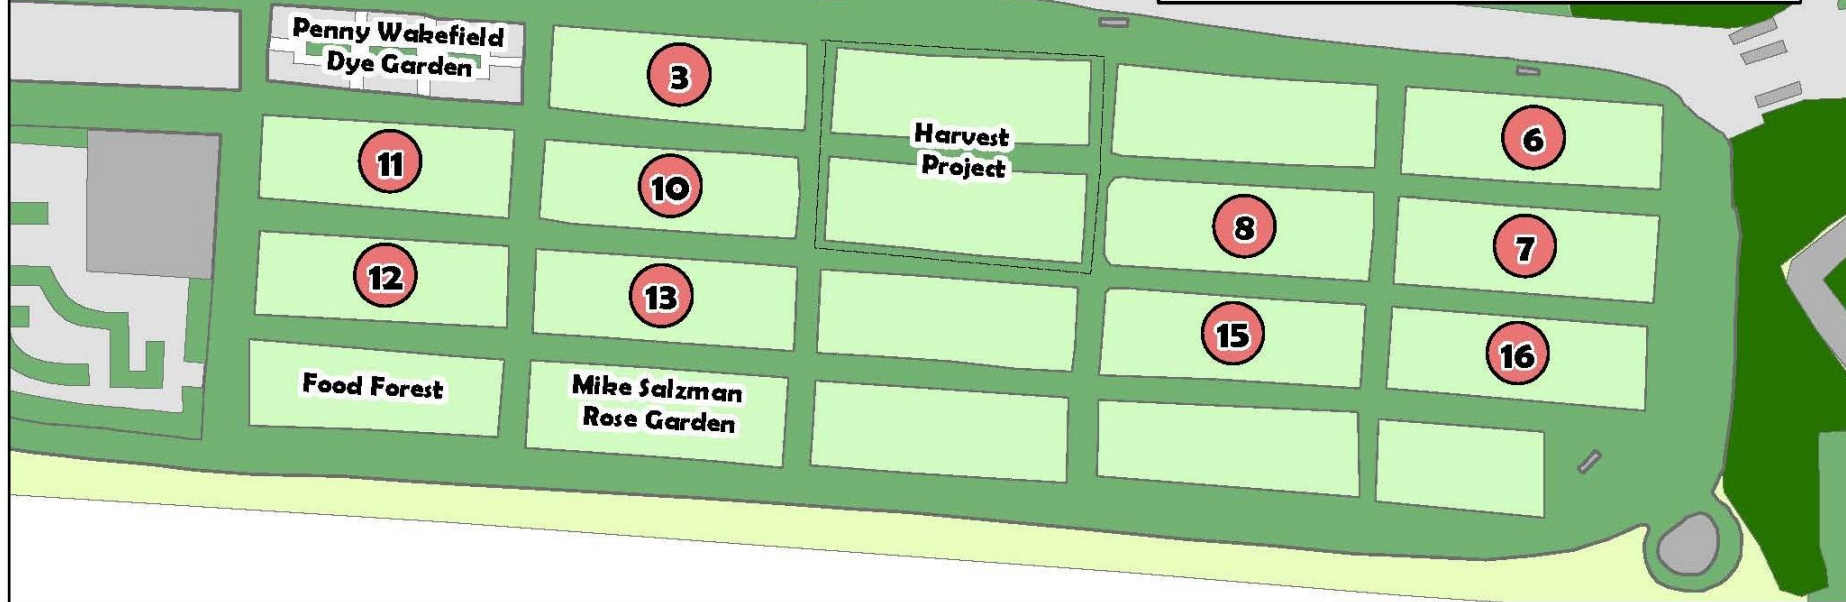 Penny Wakefield
Dye Garden
3
Harvest
Project
6
11
10
8
7
12
13
15
16
Food Forest
Mike Salzman
Rose Garden